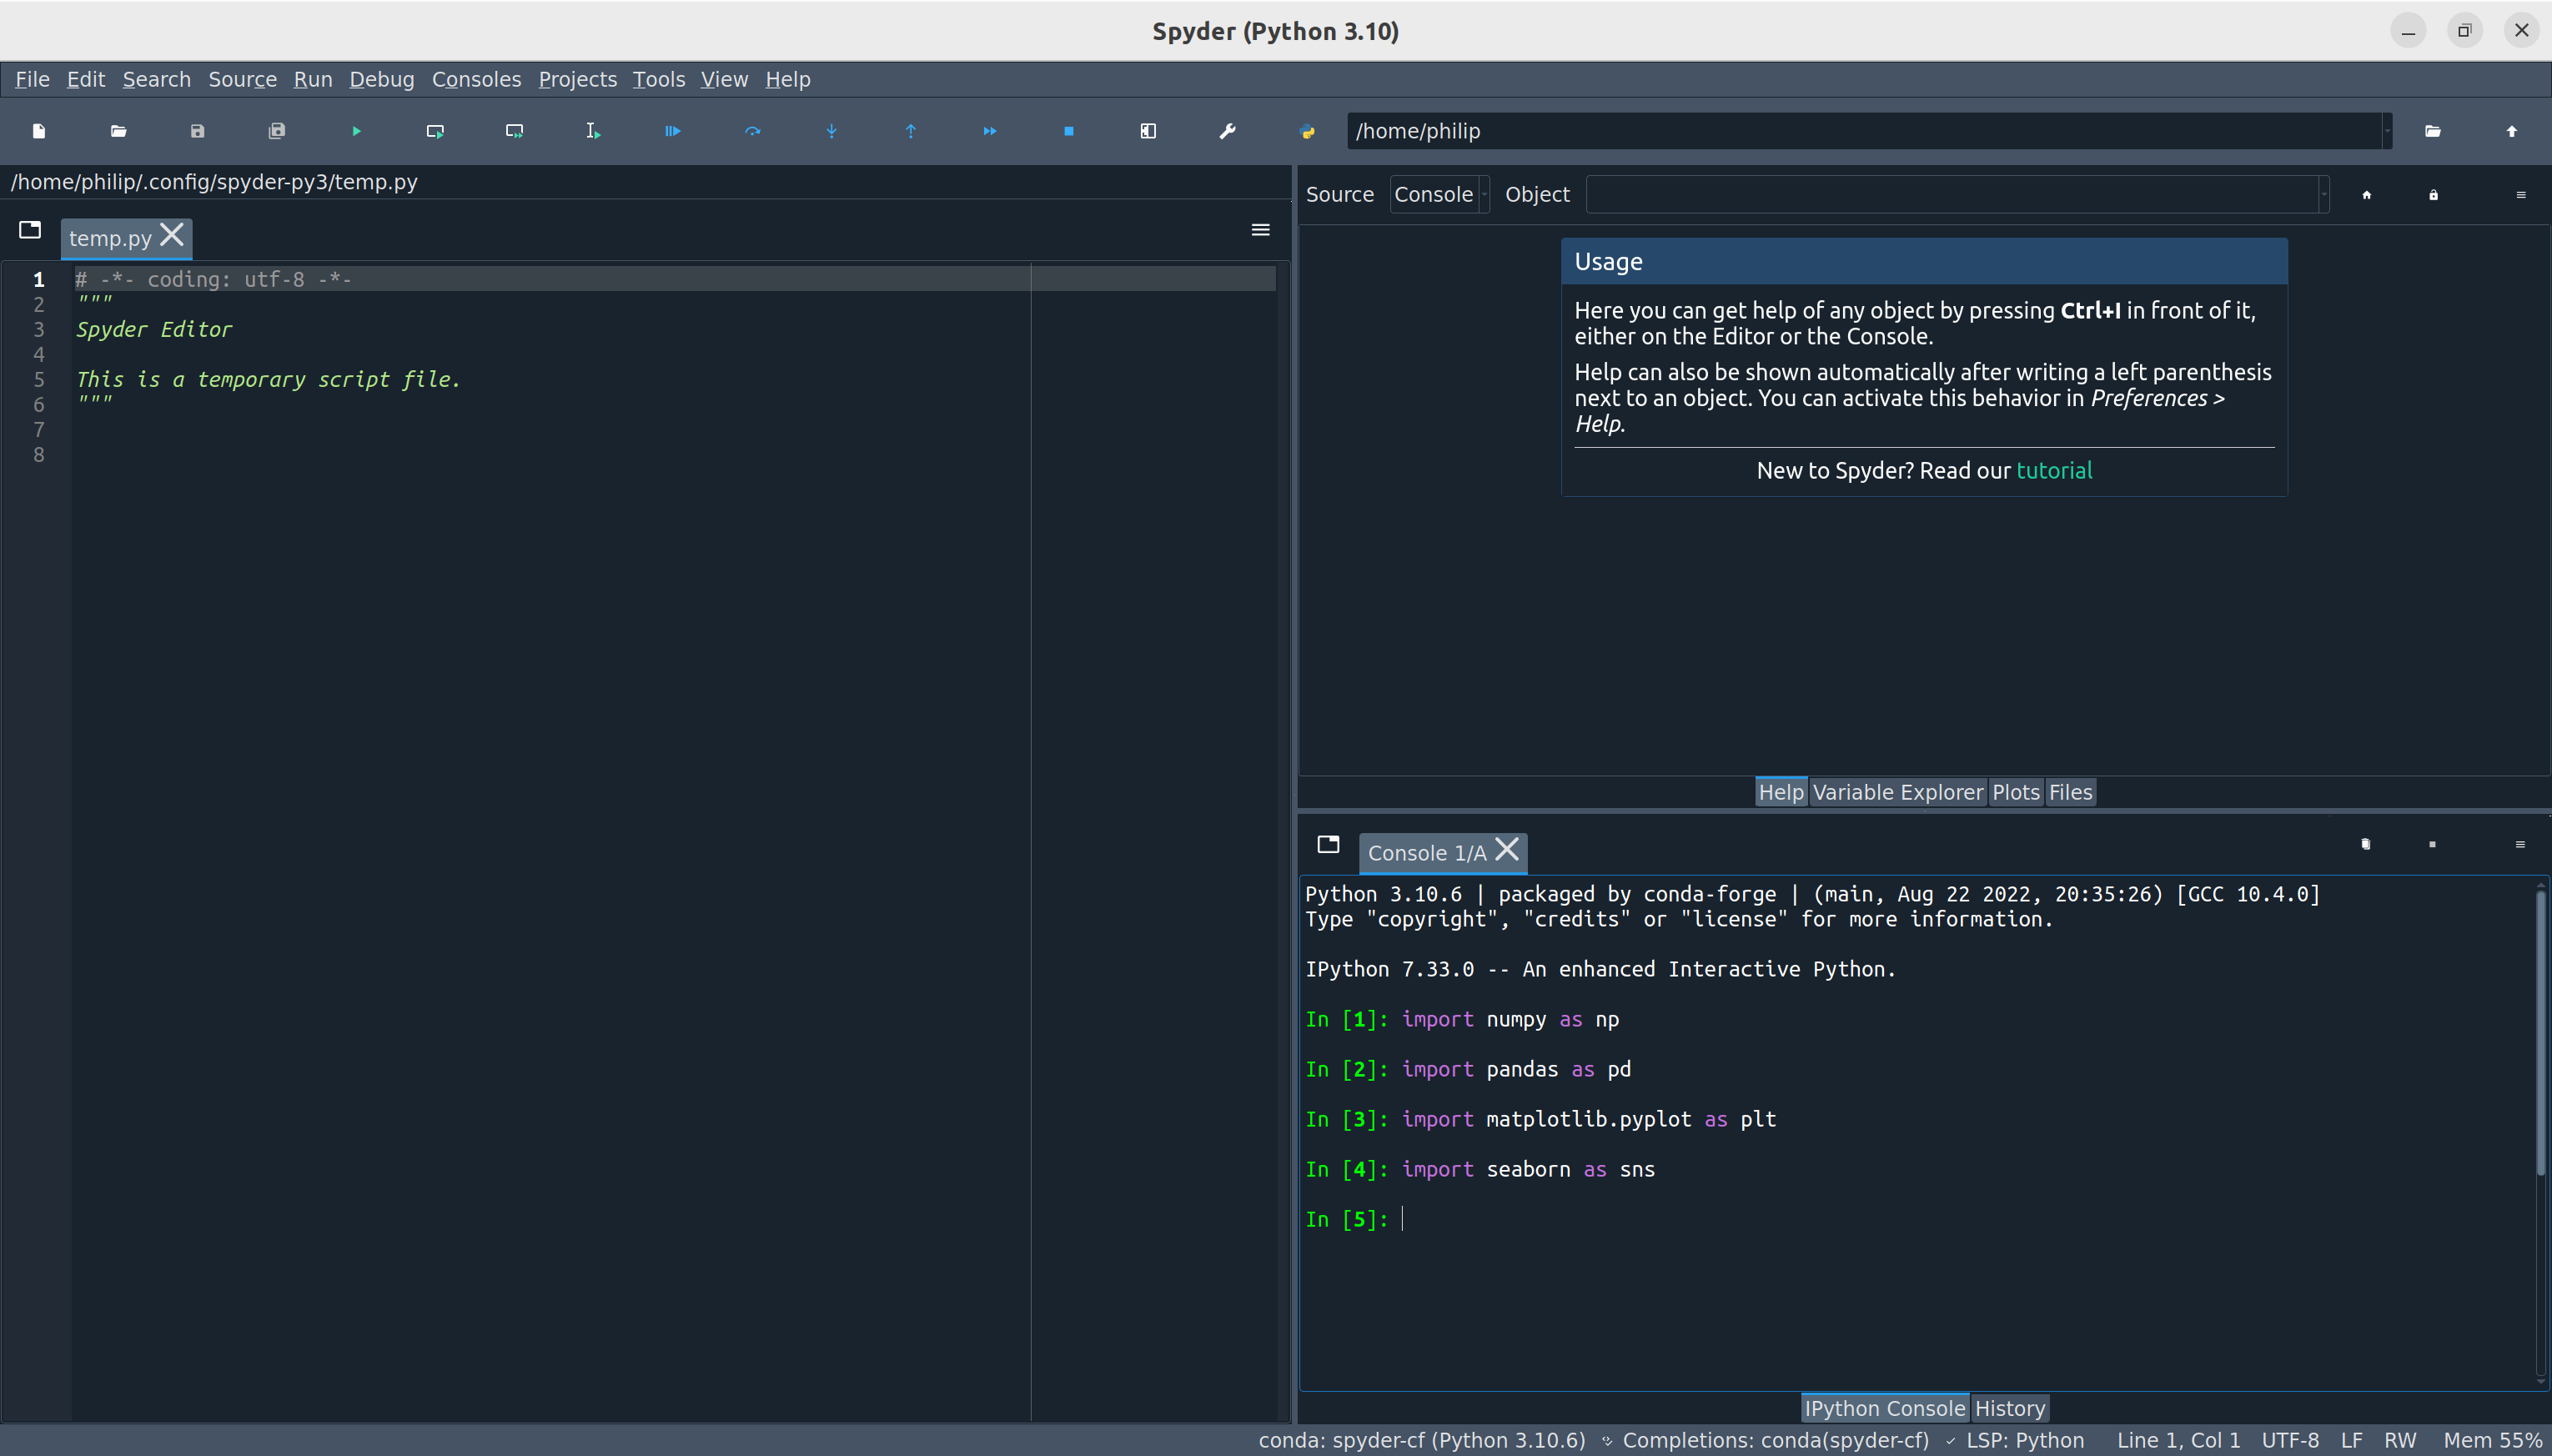 Spyder (Python 3.10)
File Edit Search Source Run Debug Consoles Projects Tools View Help
/home/philip
/home/philip/.config/spyder-py3/temp.py
temp.py
1 # -*- coding: utf-8 -*-
2 """
3 Spyder Editor
4
5 This is a temporary script file.
6 """
7
8
Source Console Object
Usage
Here you can get help of any object by pressing Ctrl+I in front of it,
either on the Editor or the Console.
Help can also be shown automatically after writing a left parenthesis
next to an object. You can activate this behavior in Preferences >
Help.
New to Spyder? Read our tutorial
Help Variable Explorer Plots Files
Console 1/A
Python 3.10.6 | packaged by conda-forge | (main, Aug 22 2022, 20:35:26) [GCC 10.4.0]
Type "copyright", "credits" or "license" for more information.
IPython 7.33.0 -- An enhanced Interactive Python.
In [1]: import numpy as np
In [2]: import pandas as pd
In [3]: import matplotlib.pyplot as plt
In [4]: import seaborn as sns
In [5]:
IPython Console History
conda: spyder-cf (Python 3.10.6) Completions: conda(spyder-cf) LSP: Python Line 1, Col 1 UTF-8 LF RW Mem 55%